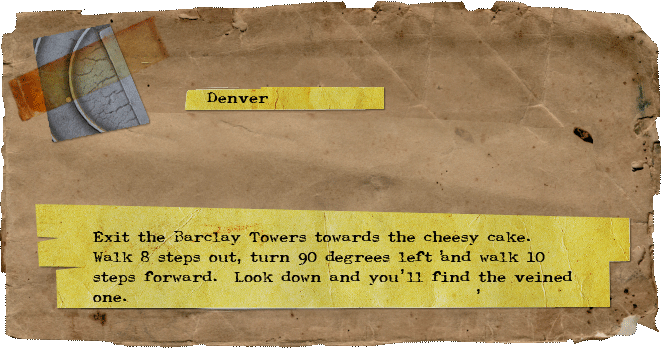 Denver
Exit the Barclay Towers towards the cheesy cake.
Walk 8 steps out, turn 90 degrees left and walk 10
steps forward.  Look down and you'll find the veined
one.